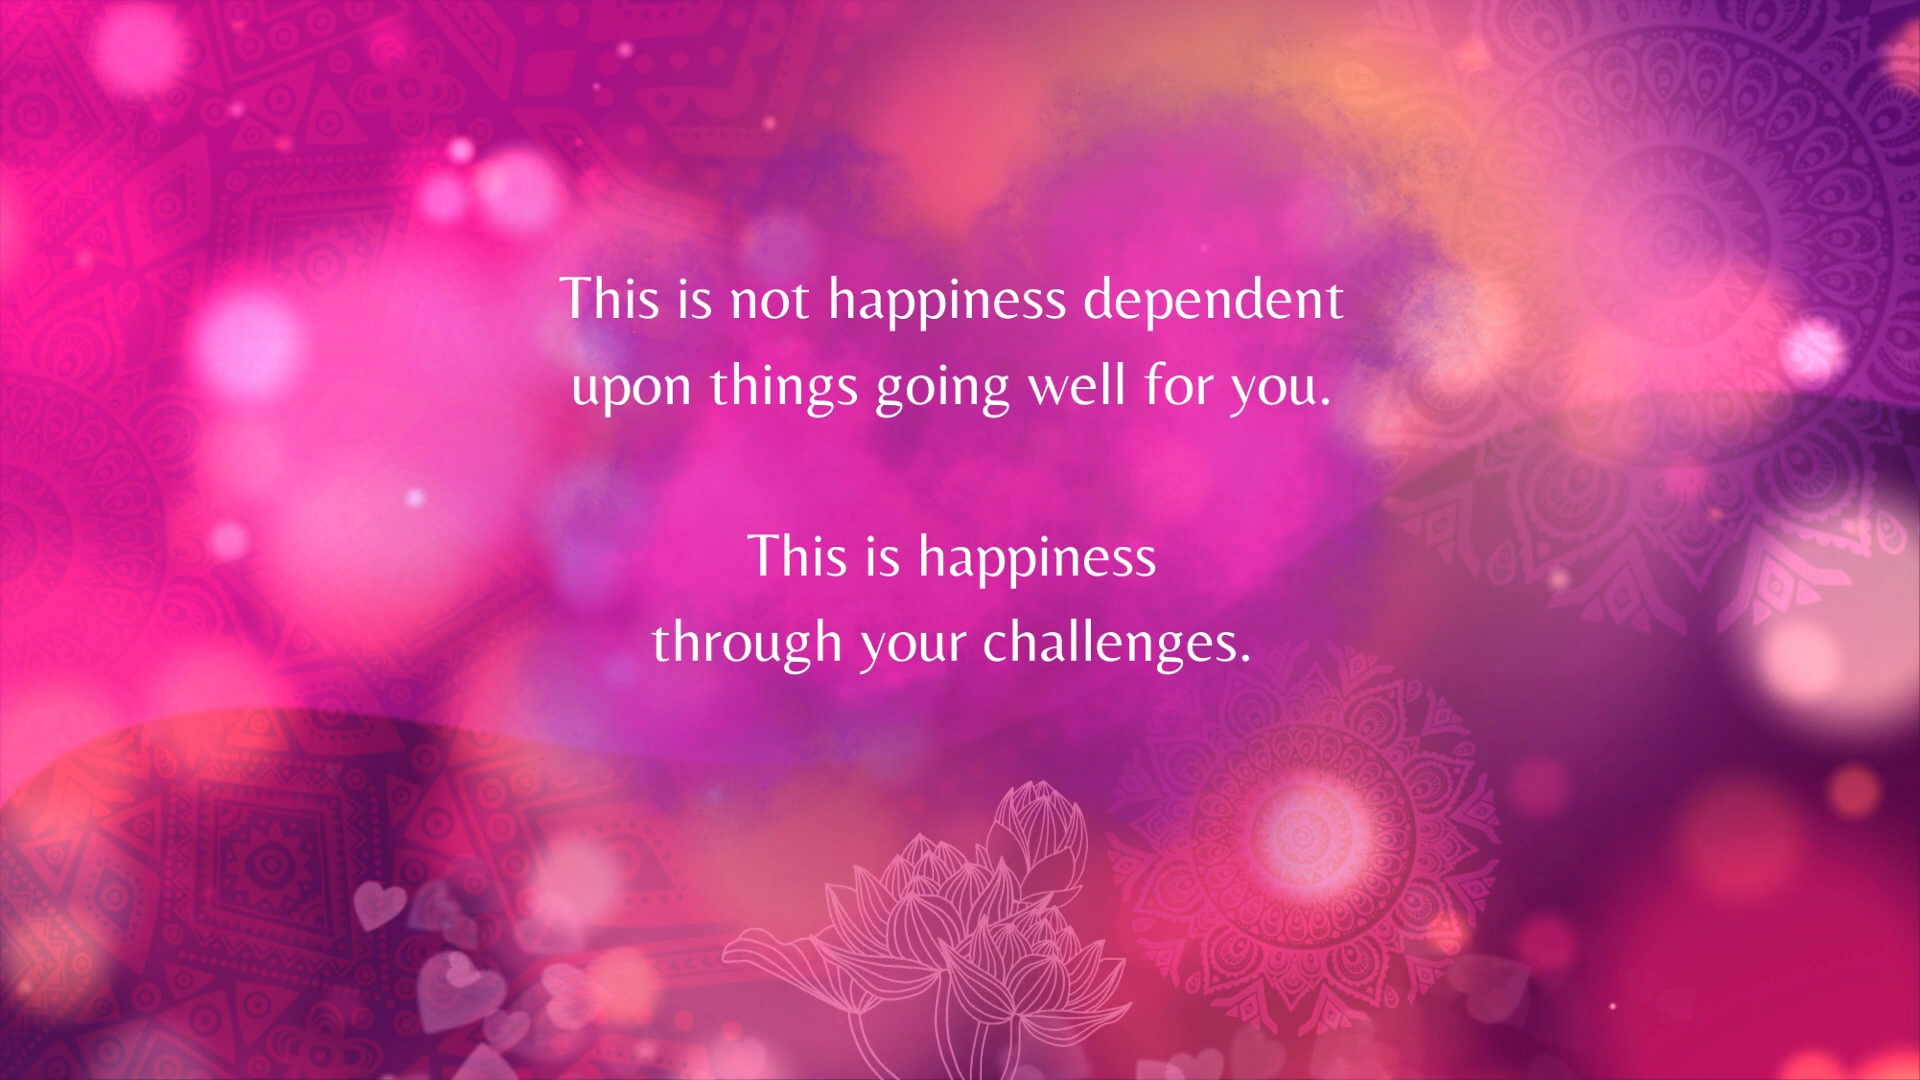 This is not happiness dependent
upon things going well for you.
This is happiness
through your challenges.